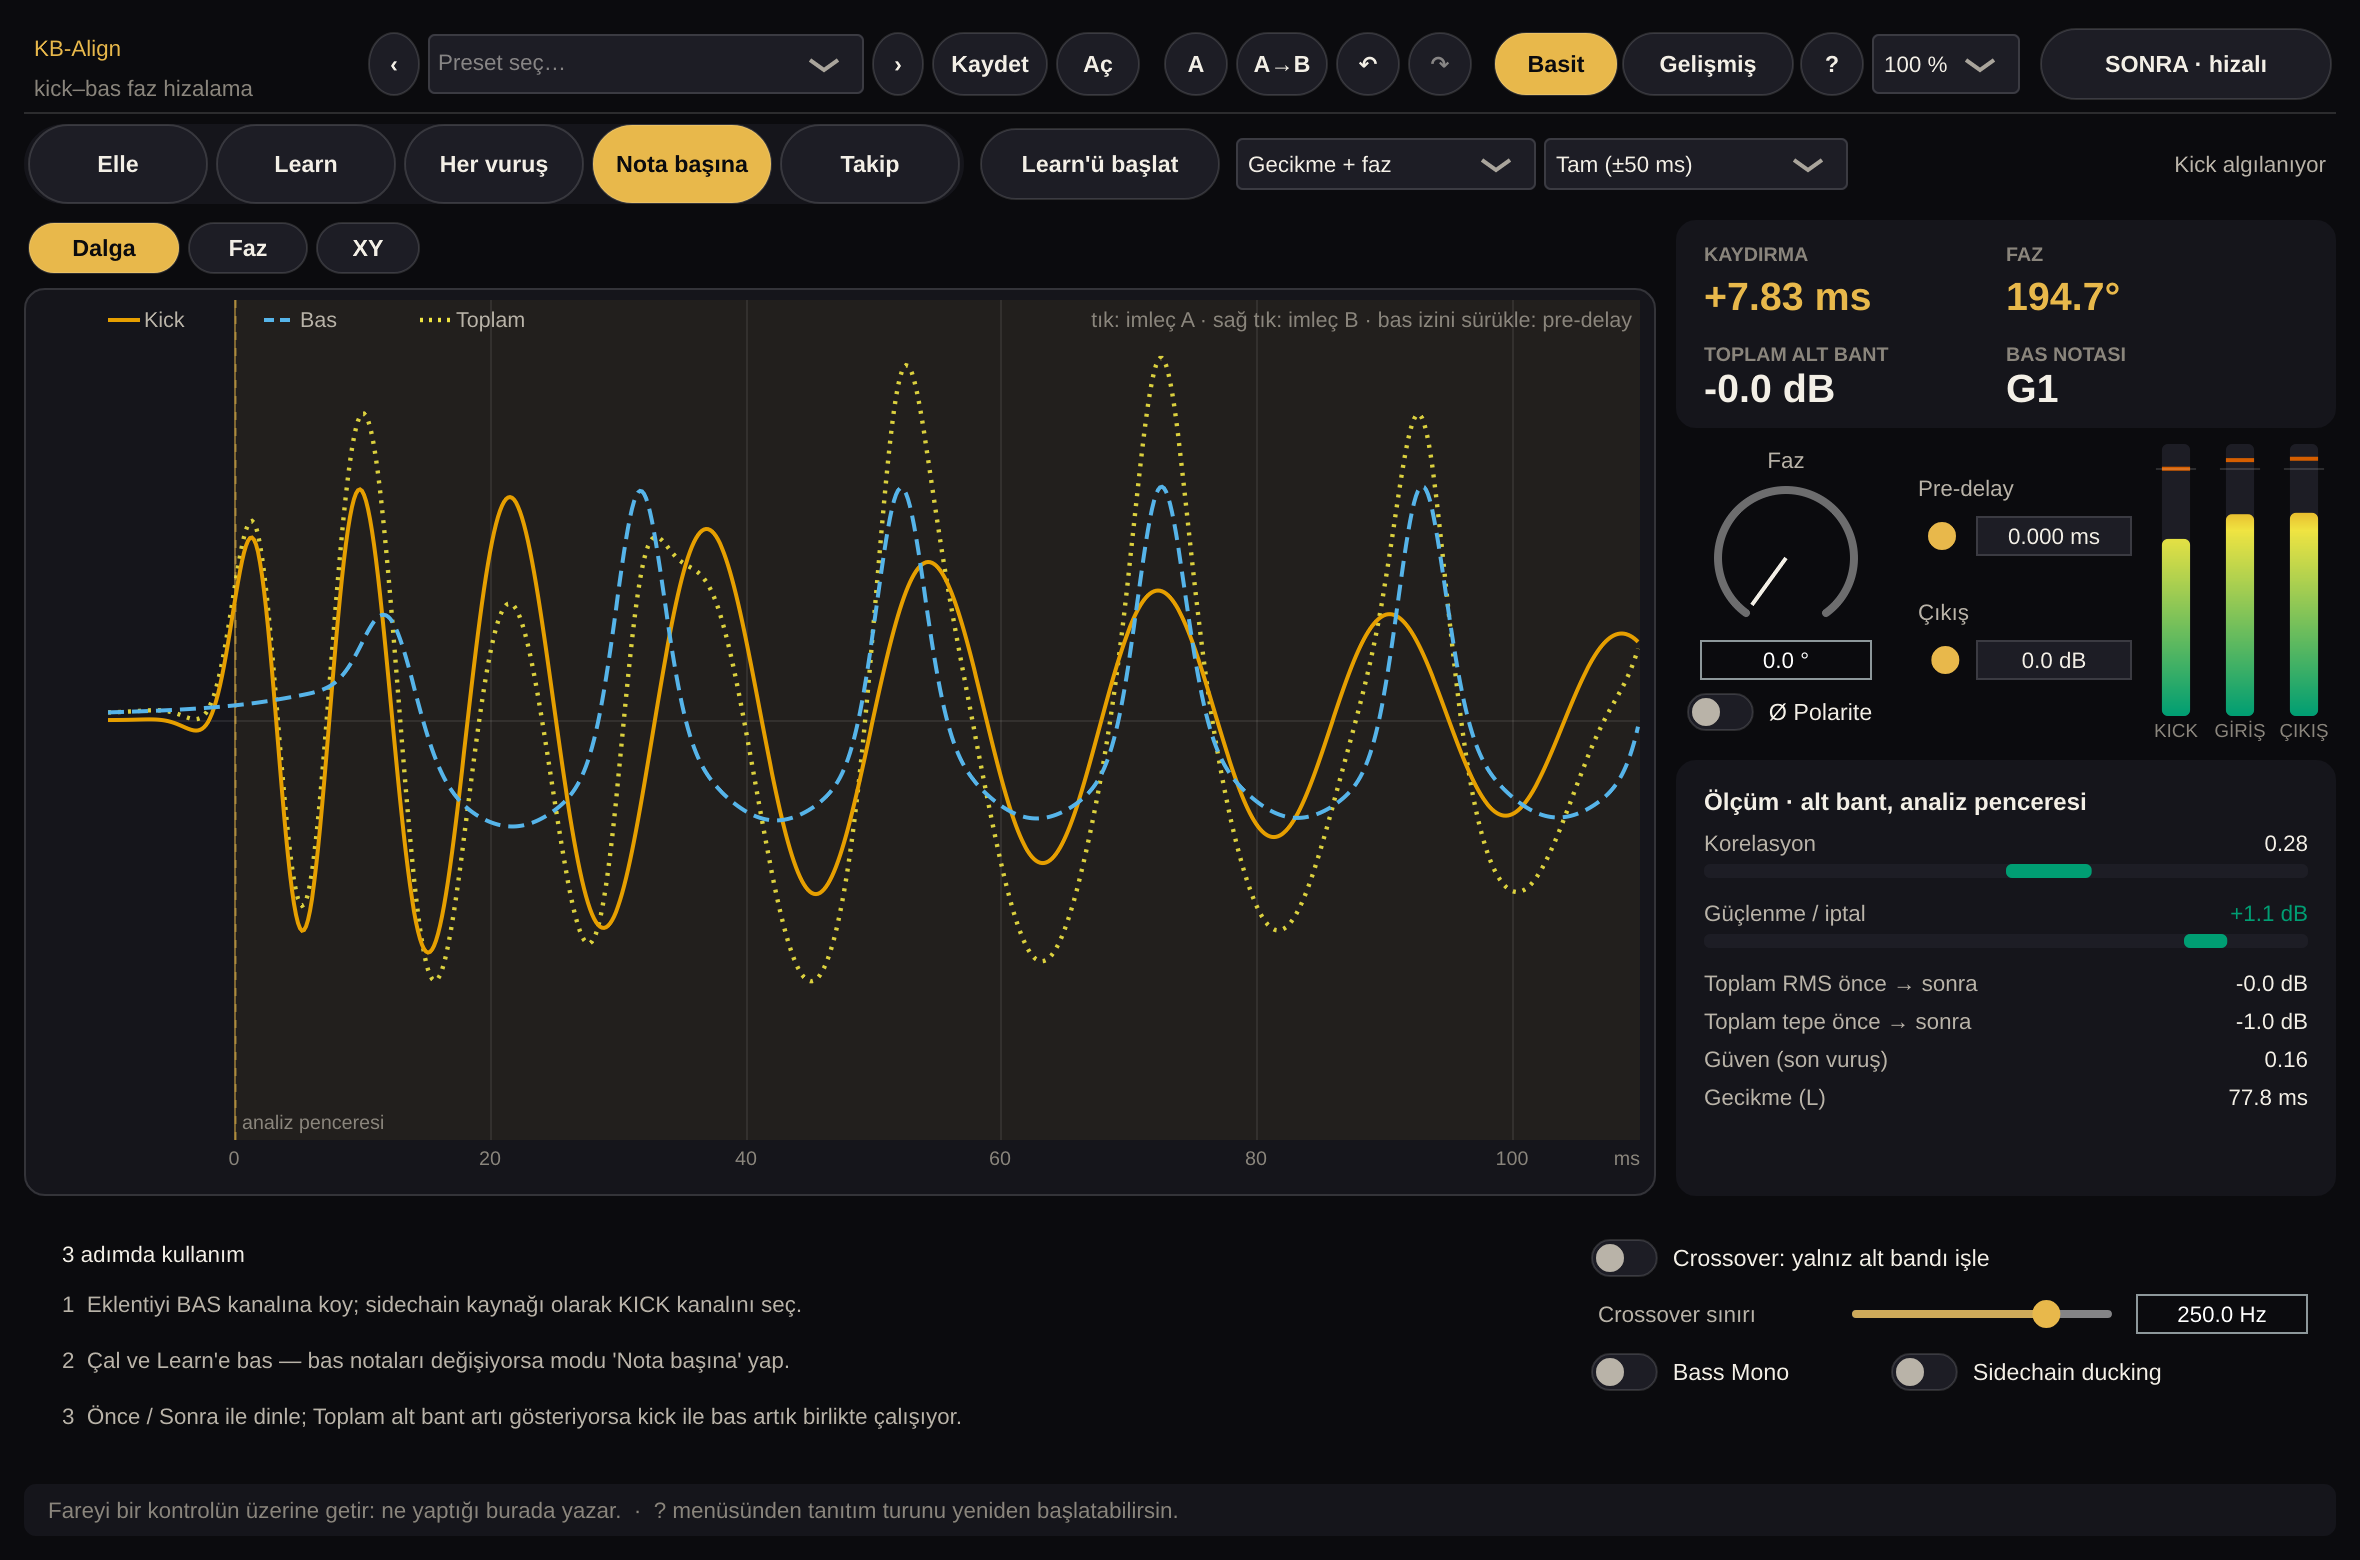 KB-Align
kick–bas faz hizalama
‹ Preset seç… › Kaydet Aç A A→B ↶ ↷ Basit Gelişmiş ? 100 % SONRA · hizalı
Elle Learn Her vuruş Nota başına Takip Learn'ü başlat Gecikme + faz Tam (±50 ms) Kick algılanıyor
Dalga Faz XY
Kick Bas Toplam tık: imleç A · sağ tık: imleç B · bas izini sürükle: pre-delay
analiz penceresi
0 20 40 60 80 100 ms
KAYDIRMA FAZ
+7.83 ms 194.7°
TOPLAM ALT BANT BAS NOTASI
-0.0 dB G1
Faz
0.0 °
Ø Polarite
Pre-delay
0.000 ms
Çıkış
0.0 dB
KICK GİRİŞ ÇIKIŞ
Ölçüm · alt bant, analiz penceresi
Korelasyon 0.28
Güçlenme / iptal +1.1 dB
Toplam RMS önce → sonra -0.0 dB
Toplam tepe önce → sonra -1.0 dB
Güven (son vuruş) 0.16
Gecikme (L) 77.8 ms
3 adımda kullanım
1 Eklentiyi BAS kanalına koy; sidechain kaynağı olarak KICK kanalını seç.
2 Çal ve Learn'e bas — bas notaları değişiyorsa modu 'Nota başına' yap.
3 Önce / Sonra ile dinle; Toplam alt bant artı gösteriyorsa kick ile bas artık birlikte çalışıyor.
Crossover: yalnız alt bandı işle
Crossover sınırı 250.0 Hz
Bass Mono Sidechain ducking
Fareyi bir kontrolün üzerine getir: ne yaptığı burada yazar. · ? menüsünden tanıtım turunu yeniden başlatabilirsin.